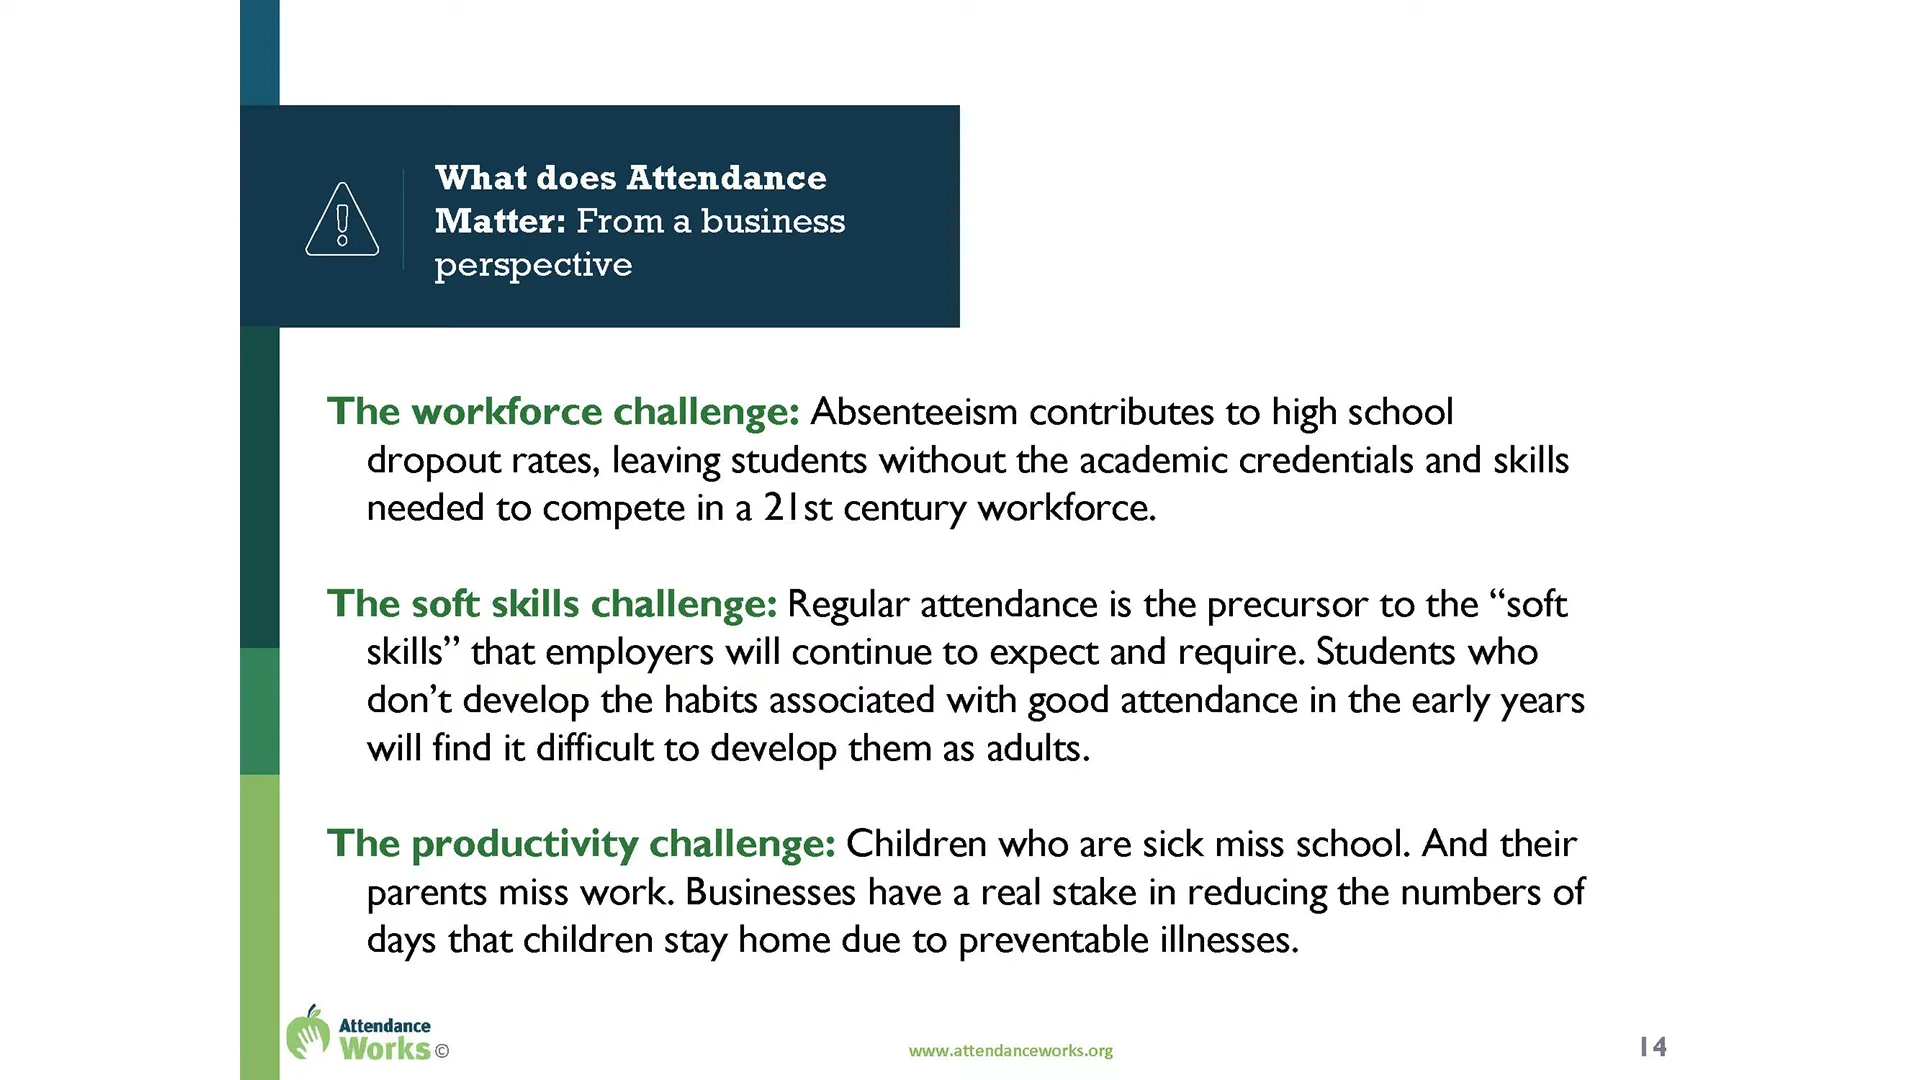 What does Attendance
Matter: From a business
perspective
The workforce challenge: Absenteeism contributes to high school
dropout rates, leaving students without the academic credentials and skills
needed to compete in a 21st century workforce.
The soft skills challenge: Regular attendance is the precursor to the “soft
skills” that employers will continue to expect and require. Students who
don’t develop the habits associated with good attendance in the early years
will find it difficult to develop them as adults.
The productivity challenge: Children who are sick miss school. And their
parents miss work. Businesses have a real stake in reducing the numbers of
days that children stay home due to preventable illnesses.
Attendance
Works ©
www.attendanceworks.org
14